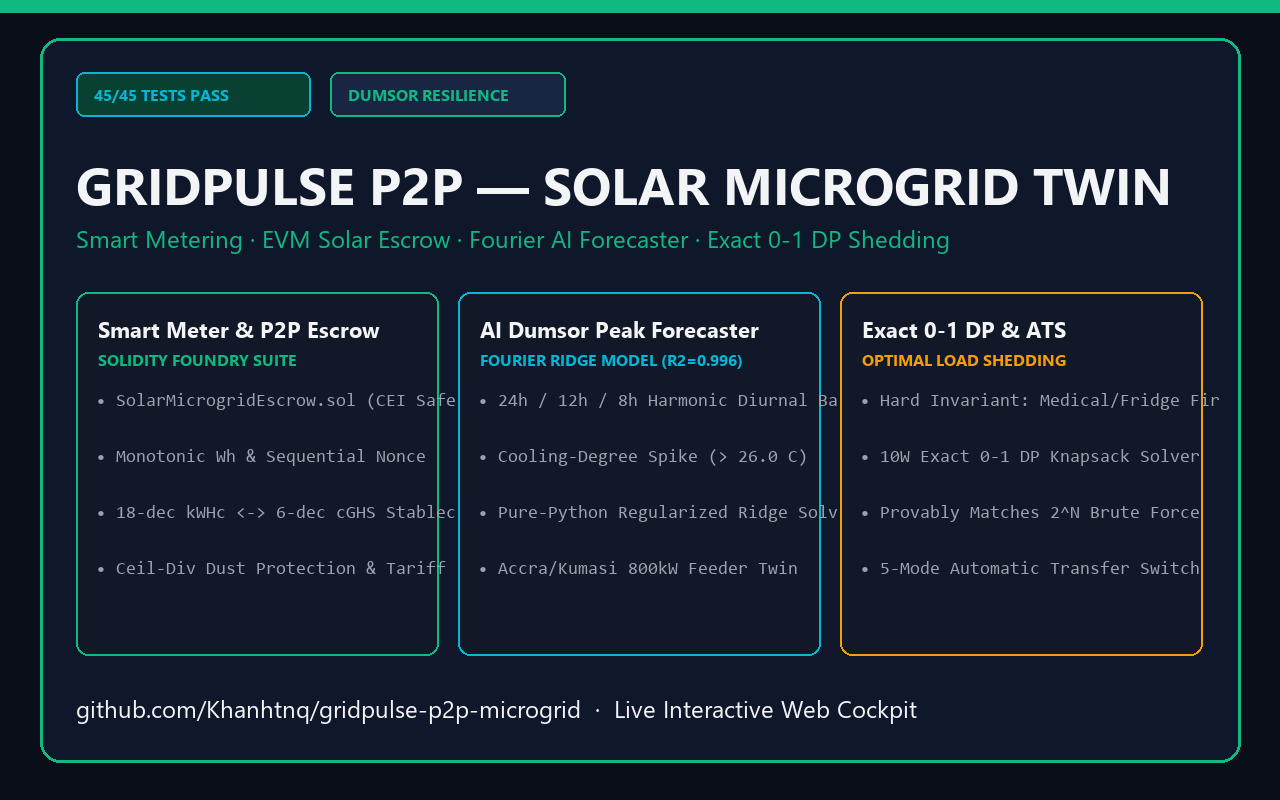 45/45 TESTS PASS
DUMSOR RESILIENCE
GRIDPULSE P2P — SOLAR MICROGRID TWIN
Smart Metering · EVM Solar Escrow · Fourier AI Forecaster · Exact 0-1 DP Shedding
Smart Meter & P2P Escrow
SOLIDITY FOUNDRY SUITE
• SolarMicrogridEscrow.sol (CEI Safe
• Monotonic Wh & Sequential Nonce
• 18-dec kWHc <-> 6-dec cGHS Stablec
• Ceil-Div Dust Protection & Tariff
AI Dumsor Peak Forecaster
FOURIER RIDGE MODEL (R2=0.996)
• 24h / 12h / 8h Harmonic Diurnal Ba
• Cooling-Degree Spike (> 26.0 C)
• Pure-Python Regularized Ridge Solv
• Accra/Kumasi 800kW Feeder Twin
Exact 0-1 DP & ATS
OPTIMAL LOAD SHEDDING
• Hard Invariant: Medical/Fridge Fir
• 10W Exact 0-1 DP Knapsack Solver
• Provably Matches 2^N Brute Force
• 5-Mode Automatic Transfer Switch
github.com/Khanhtnq/gridpulse-p2p-microgrid · Live Interactive Web Cockpit